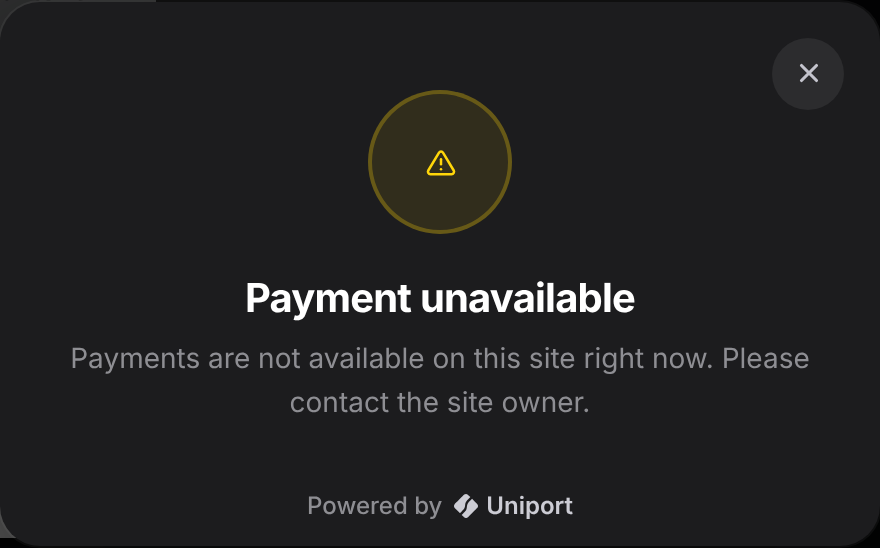 Payment unavailable
Payments are not available on this site right now. Please
contact the site owner.
Powered by Uniport